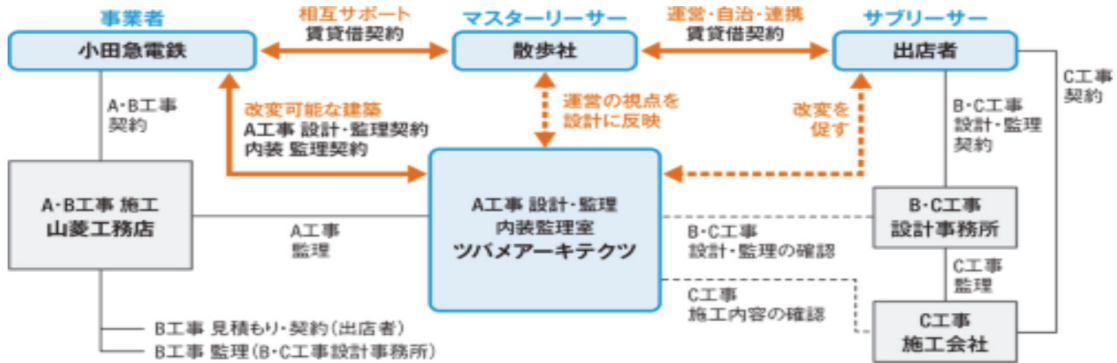 事業者
小田急電鉄
相互サポート
賃貸借契約
マスターリーサー
散歩社
運営・自治・連携
賃貸借契約
サブリーサー
出店者
A・B工事
契約
改変可能な建築
A工事 設計・監理契約
内装 監理契約
運営の視点を
設計に反映
改変を
促す
B・C工事
設計・監理
契約
C工事
契約
A・B工事 施工
山菱工務店
A工事
監理
A工事 設計・監理
内装監理室
ツバメアーキテクツ
B・C工事
設計・監理の確認
B・C工事
設計事務所
C工事
監理
C工事
施工内容の確認
C工事
施工会社
B工事 見積もり・契約(出店者)
B工事 監理(B・C工事設計事務所)